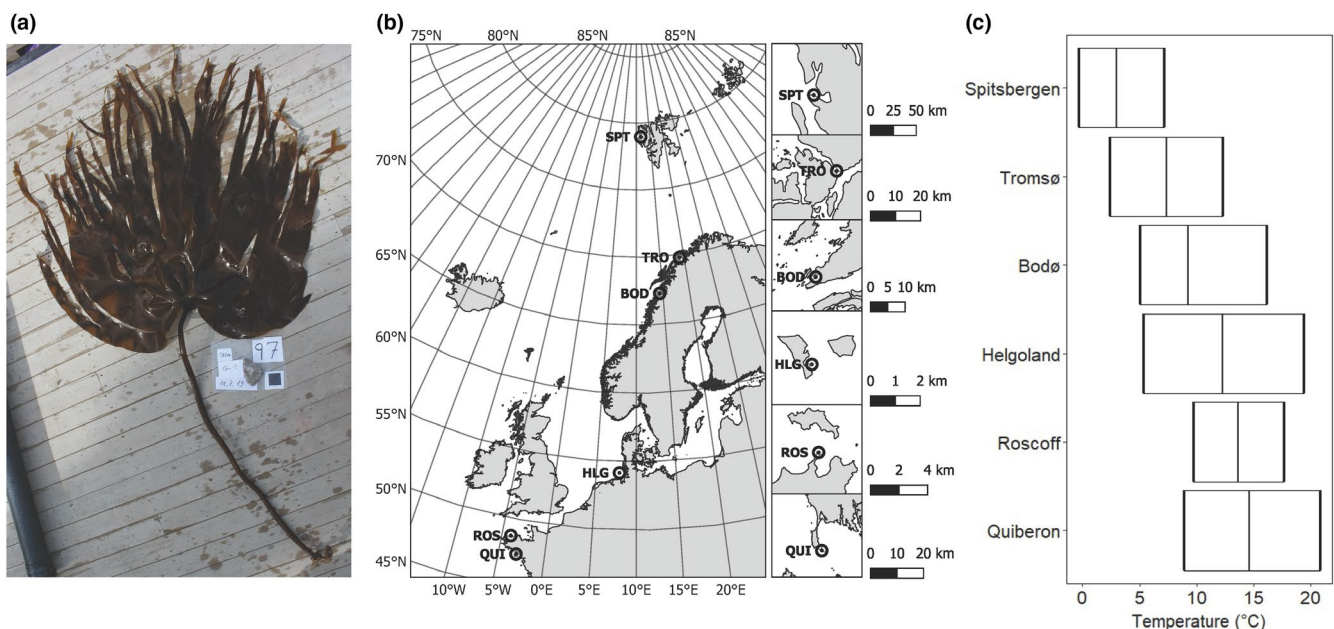 (a)
97
(b)
75°N 80°N 85°N 85°N
70°N
65°N
60°N
55°N
50°N
45°N
10°W 5°W 0°E 5°E 10°E 15°E 20°E
SPT
TRO
BOD
HLG
ROS
QUI
SPT
0 25 50 km
TRO
0 10 20 km
BOD
0 5 10 km
HLG
0 1 2 km
ROS
0 2 4 km
QUI
0 10 20 km
(c)
Spitsbergen
Tromsø
Bodø
Helgoland
Roscoff
Quiberon
0 5 10 15 20
Temperature (°C)